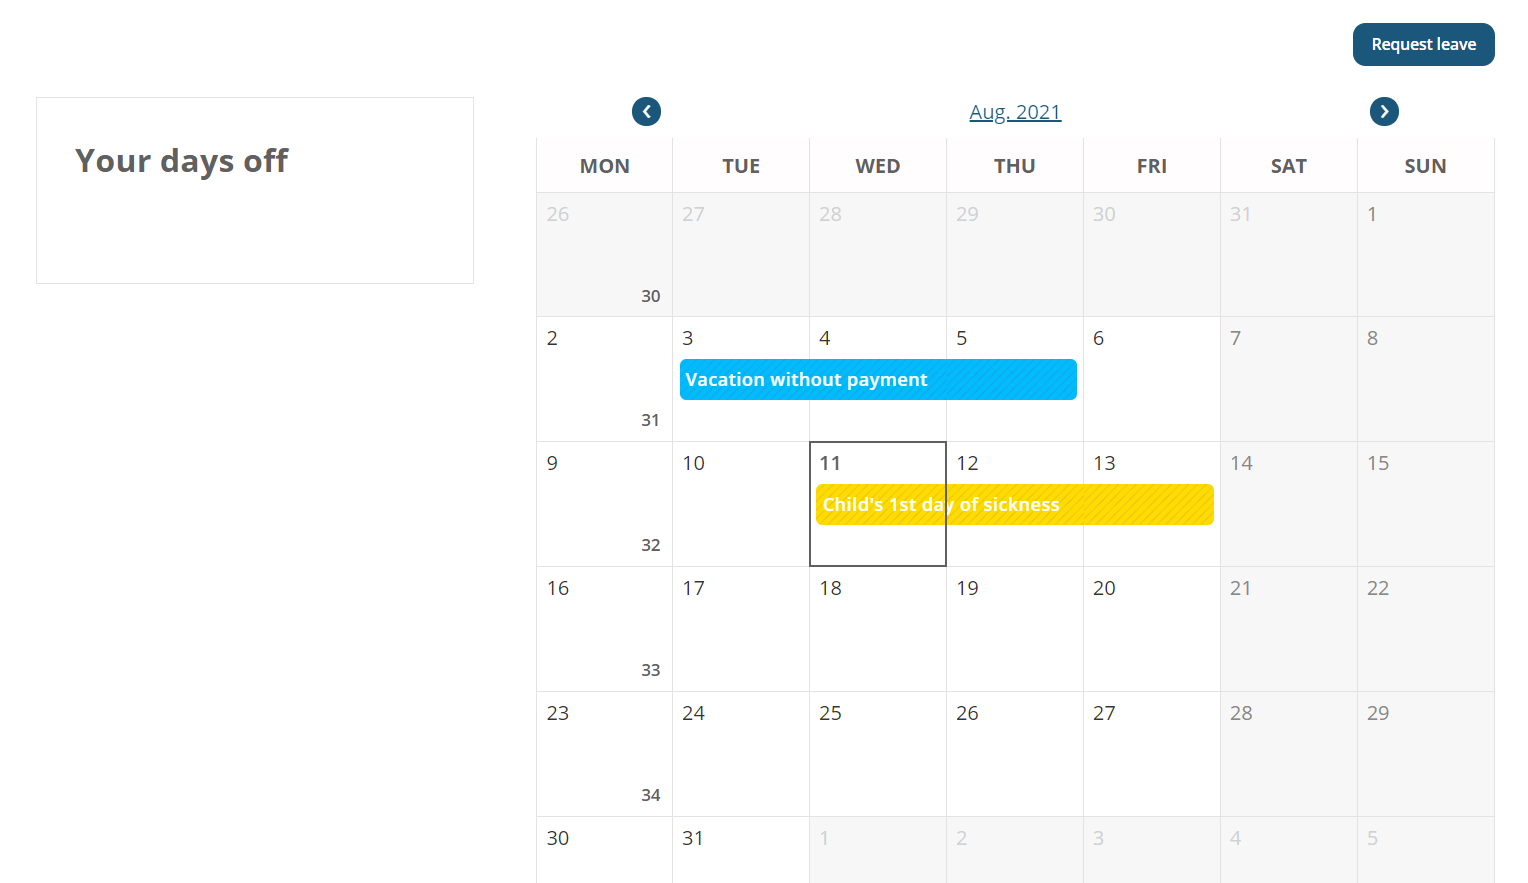 Request leave
Your days off
Aug. 2021
MON TUE WED THU FRI SAT SUN
26 27 28 29 30 31 1
30
2 3 4 5 6 7 8
Vacation without payment
31
9 10 11 12 13 14 15
Child's 1st day of sickness
32
16 17 18 19 20 21 22
33
23 24 25 26 27 28 29
34
30 31 1 2 3 4 5